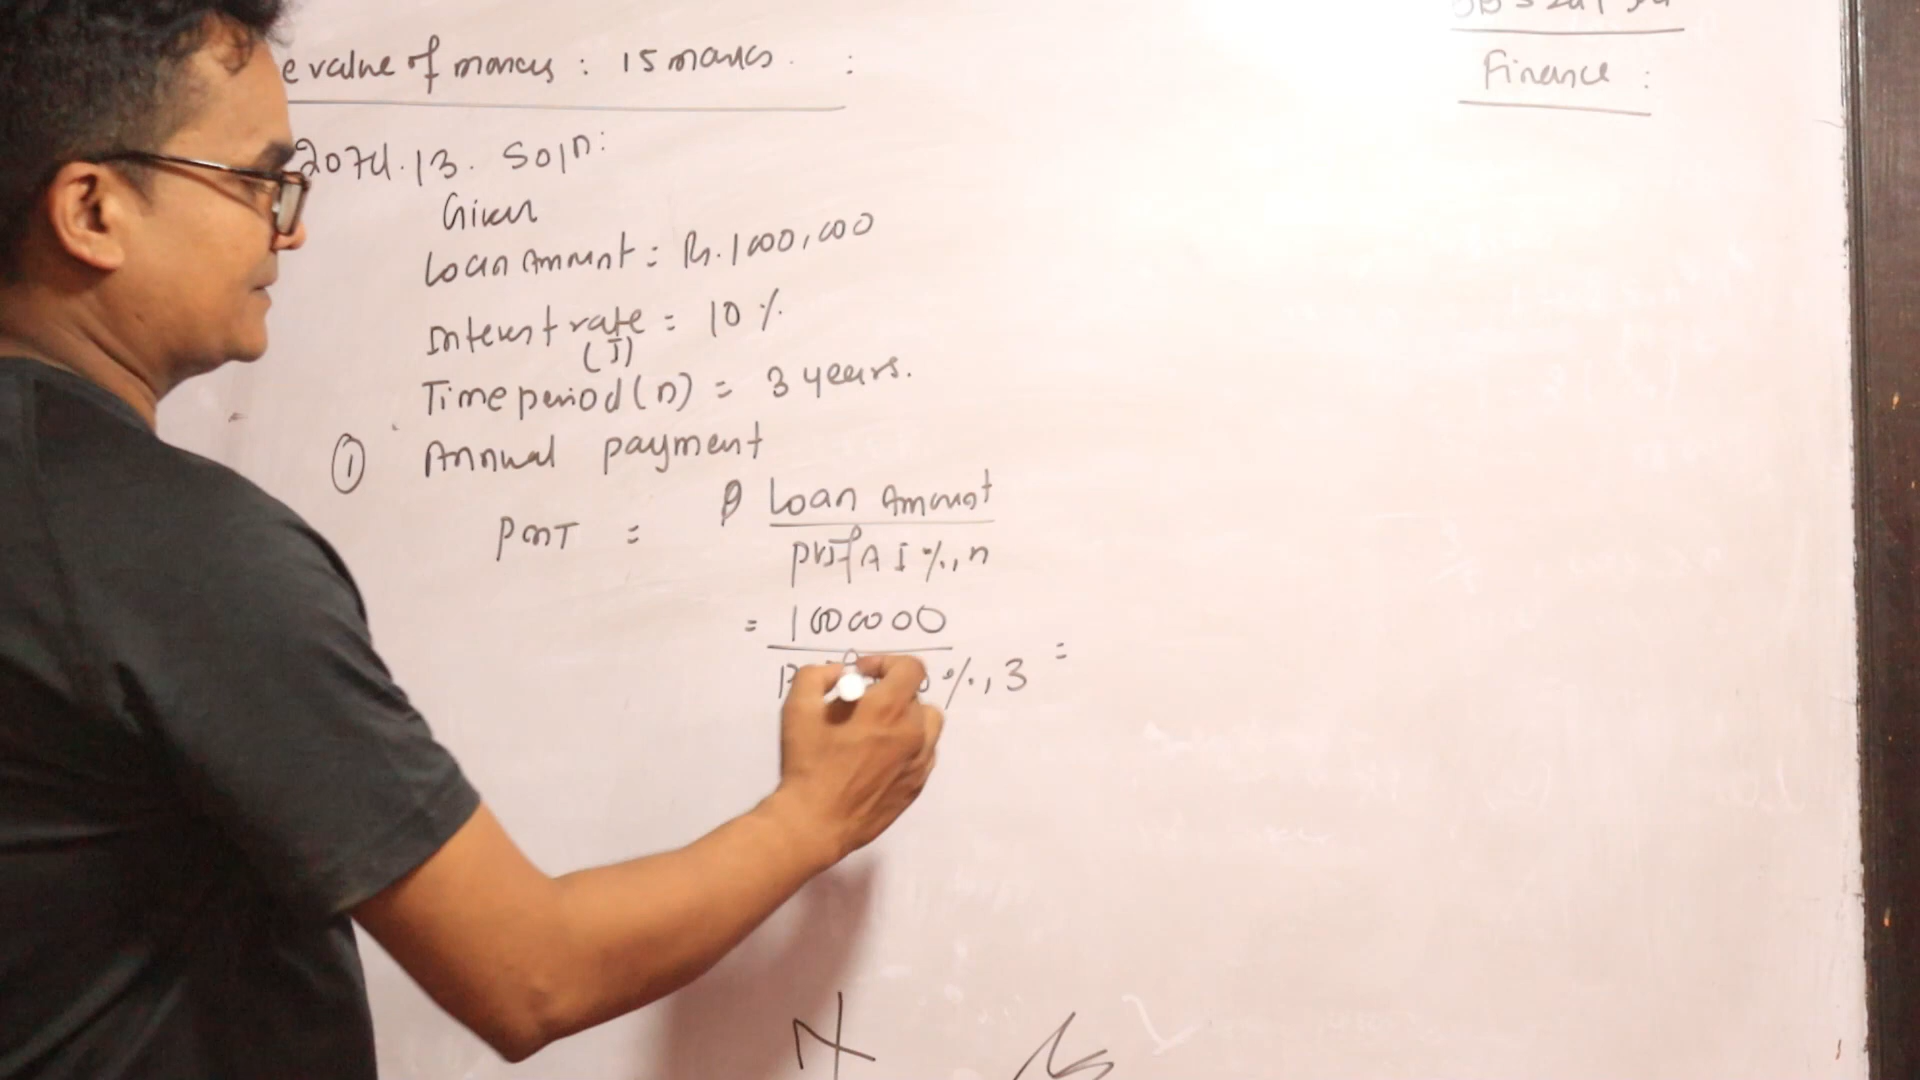 e value of money : 15 marks. :
Finance :
2074.13. Soln:
Given
Loan Amount : Rs. 1000,000
Interest rate = 10 %
(I)
Time period (n) = 3 years.
① Annual payment
PMT = Loan Amount
PVIFA I %, n
= 1000000
%, 3 =